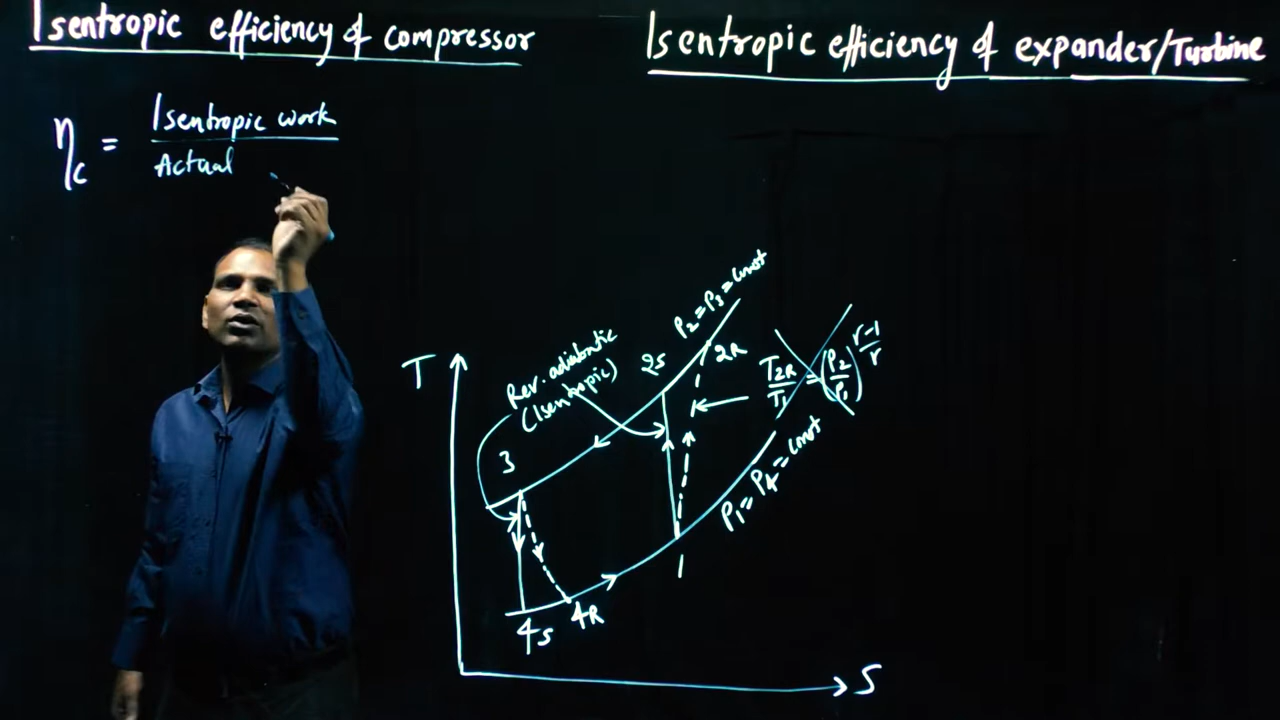 Isentropic efficiency of compressor
Isentropic efficiency of expander/Turbine
ηc = Isentropic work
Actual
T
Rev. adiabatic
(Isentropic)
2s
P2 = P3 = Const
2R
T2R/T1 = (P2/P1)^(r-1/r)
3
P1 = P4 = Const
1
4s
4R
S